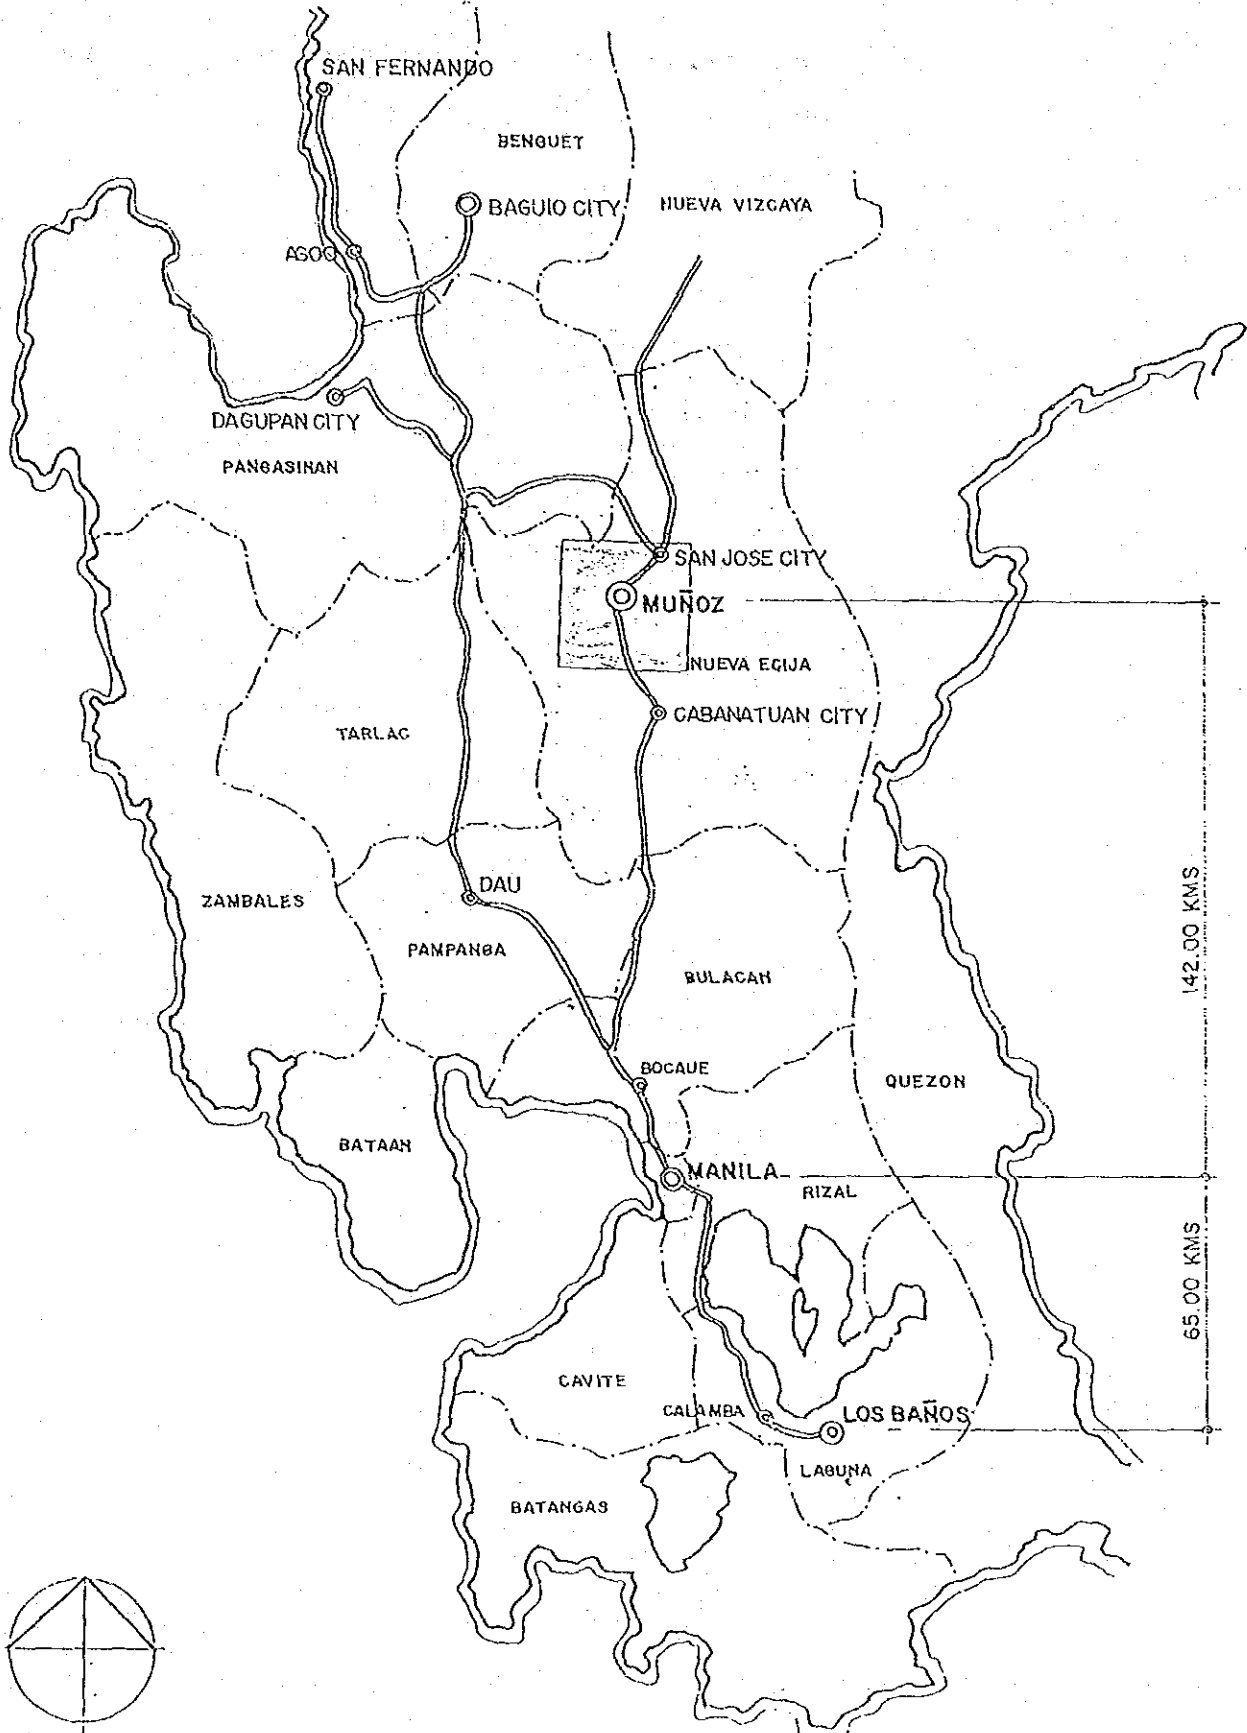 SAN FERNANDO
BENGUET
BAGUIO CITY
NUEVA VIZCAYA
AGOO
DAGUPAN CITY
PANGASINAN
SAN JOSE CITY
MUÑOZ
NUEVA ECIJA
CABANATUAN CITY
TARLAC
142.00 KMS
DAU
ZAMBALES
PAMPANGA
BULACAN
BOCAUE
QUEZON
BATAAN
MANILA
RIZAL
65.00 KMS
CAVITE
CALAMBA
LOS BAÑOS
LAGUNA
BATANGAS